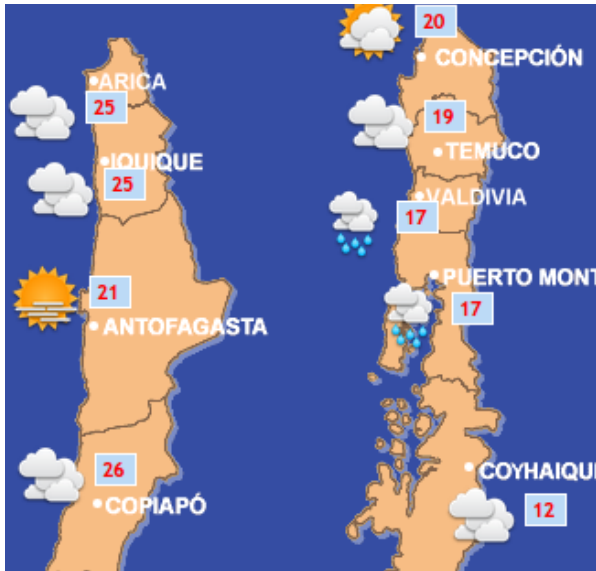 ARICA
25
IQUIQUE
25
21
ANTOFAGASTA
26
COPIAPÓ
20
CONCEPCIÓN
19
TEMUCO
VALDIVIA
17
PUERTO MONT
17
COYHAIQU
12